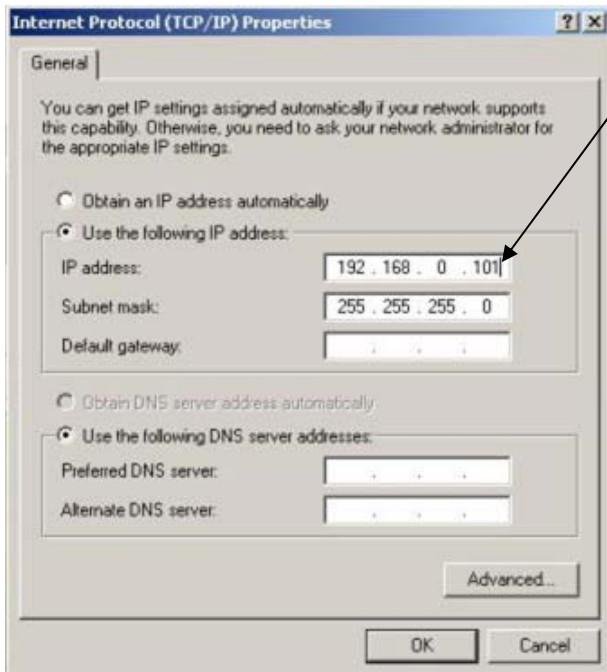 Internet Protocol (TCP/IP) Properties
General
You can get IP settings assigned automatically if your network supports
this capability. Otherwise, you need to ask your network administrator for
the appropriate IP settings.
Obtain an IP address automatically
Use the following IP address:
IP address: 192 . 168 . 0 . 101
Subnet mask: 255 . 255 . 255 . 0
Default gateway: . . .
Obtain DNS server address automatically
Use the following DNS server addresses:
Preferred DNS server: . . .
Alternate DNS server: . . .
Advanced...
OK Cancel